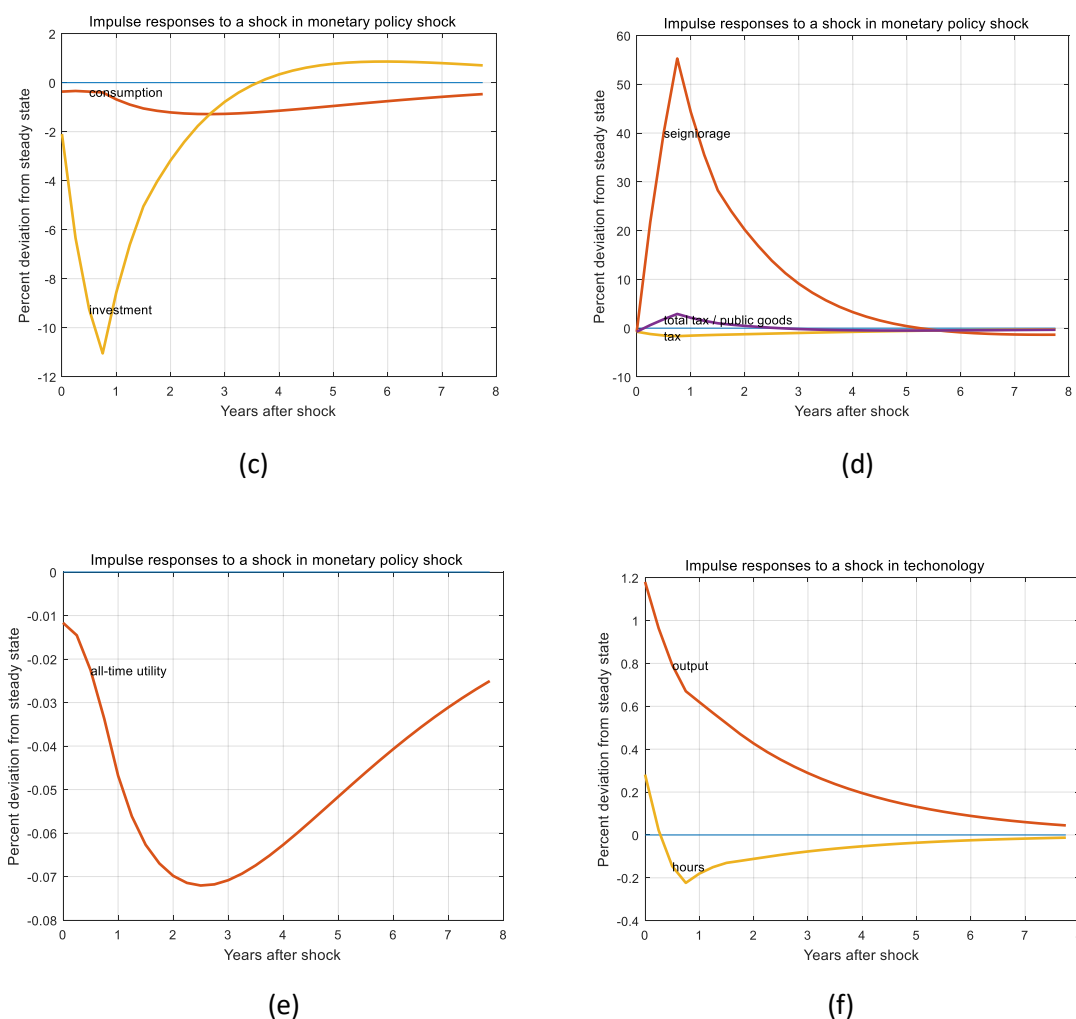 Impulse responses to a shock in monetary policy shock
Percent deviation from steady state
2
0
-2
-4
-6
-8
-10
-12
consumption
investment
0 1 2 3 4 5 6 7 8
Years after shock
(c)
Impulse responses to a shock in monetary policy shock
Percent deviation from steady state
60
50
40
30
20
10
0
-10
seigniorage
total tax / public goods
tax
0 1 2 3 4 5 6 7 8
Years after shock
(d)
Impulse responses to a shock in monetary policy shock
Percent deviation from steady state
0
-0.01
-0.02
-0.03
-0.04
-0.05
-0.06
-0.07
-0.08
all-time utility
0 1 2 3 4 5 6 7 8
Years after shock
(e)
Impulse responses to a shock in techonology
Percent deviation from steady state
1.2
1
0.8
0.6
0.4
0.2
0
-0.2
-0.4
output
hours
0 1 2 3 4 5 6 7
Years after shock
(f)